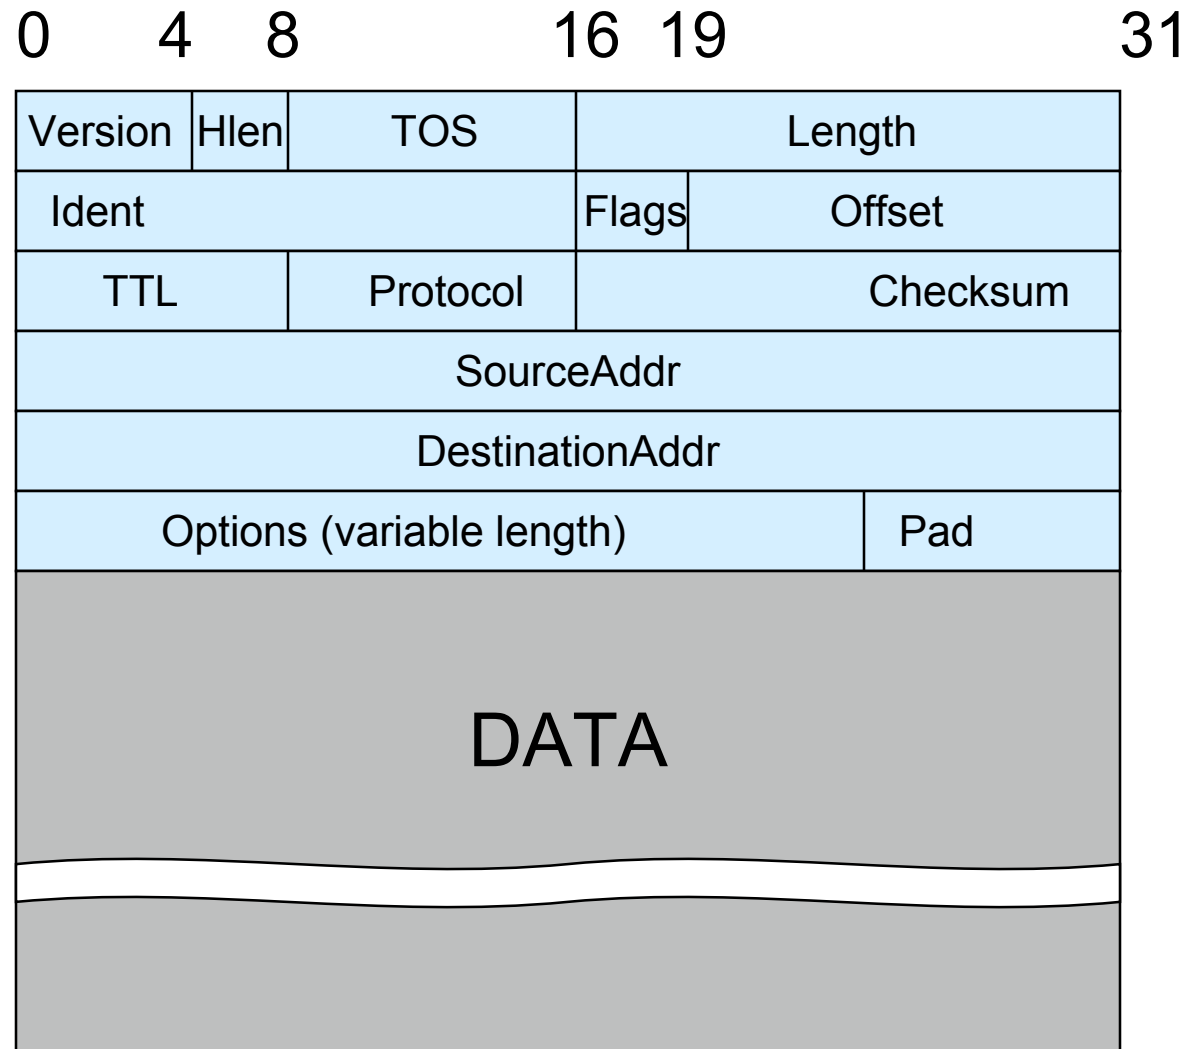 0 4 8 16 19 31
Version Hlen TOS Length
Ident Flags Offset
TTL Protocol Checksum
SourceAddr
DestinationAddr
Options (variable length) Pad
DATA